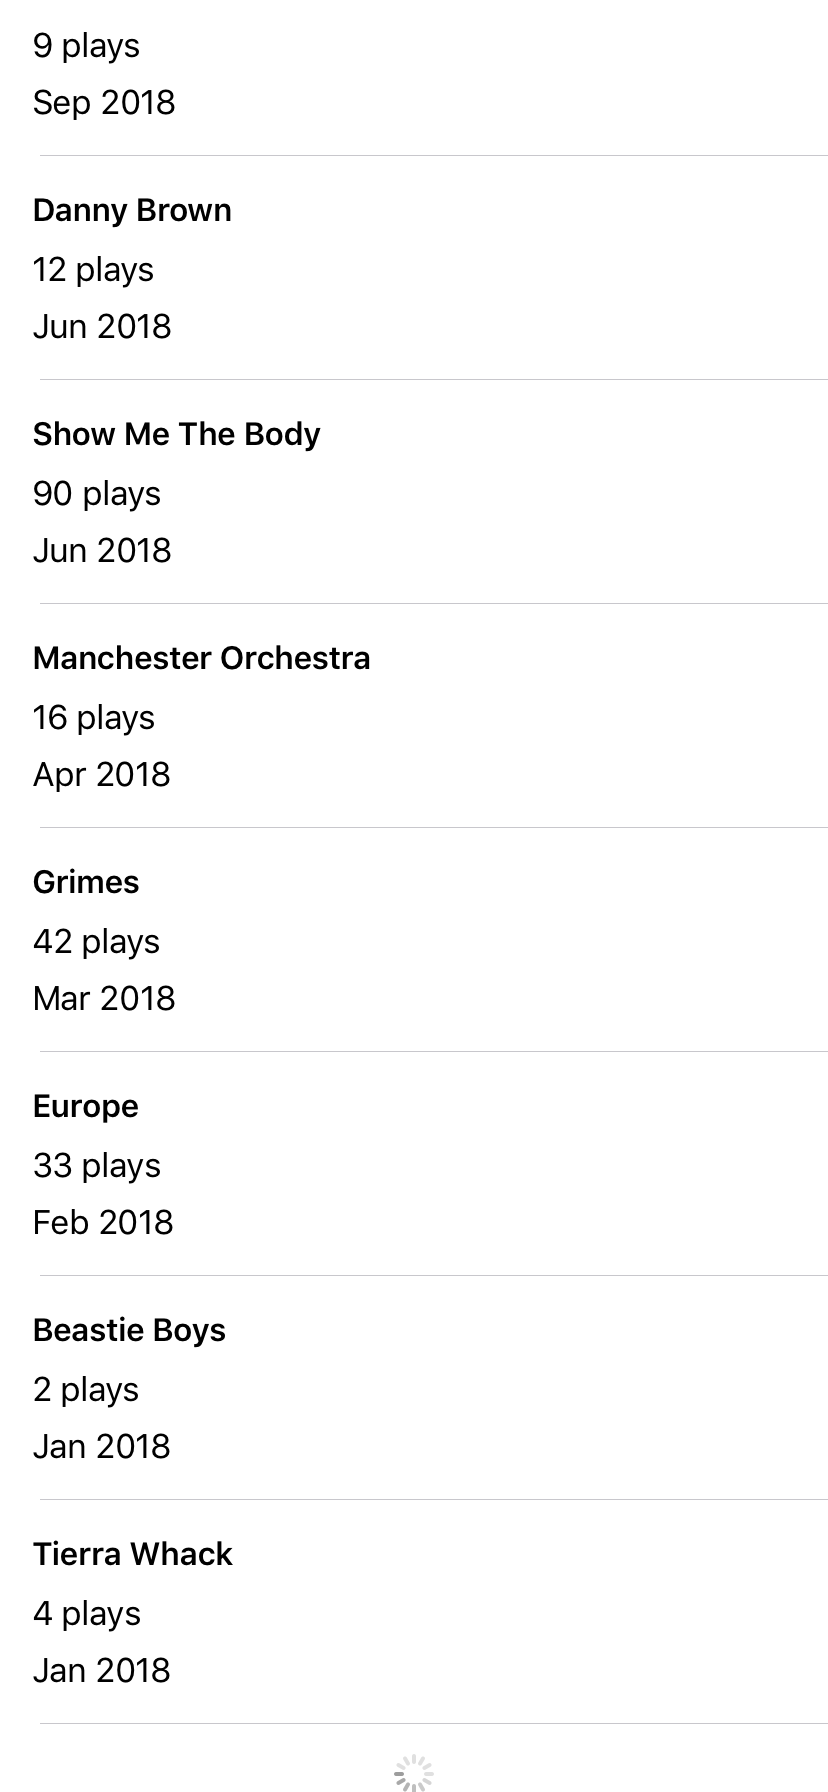 9 plays
Sep 2018
Danny Brown
12 plays
Jun 2018
Show Me The Body
90 plays
Jun 2018
Manchester Orchestra
16 plays
Apr 2018
Grimes
42 plays
Mar 2018
Europe
33 plays
Feb 2018
Beastie Boys
2 plays
Jan 2018
Tierra Whack
4 plays
Jan 2018